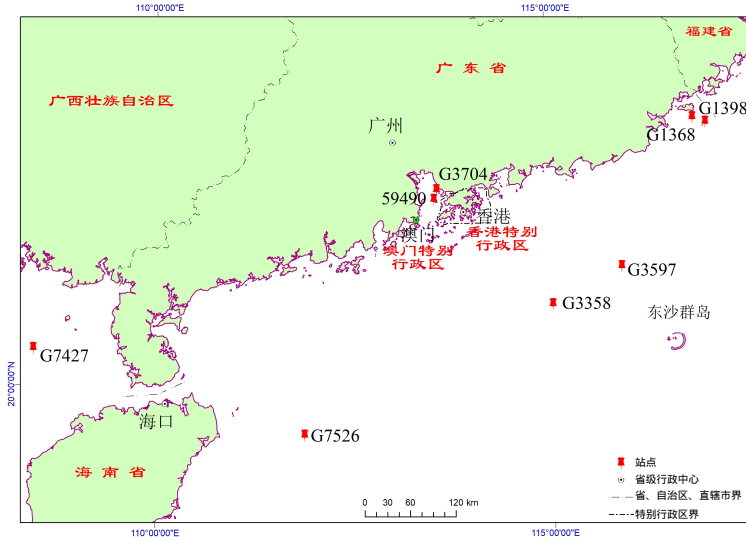 110°00'00"E
115°00'00"E
福建省
广东省
广西壮族自治区
G1398
G1368
广州
G3704
59490
香港
澳门
香港特别
行政区
澳门特别
行政区
G3597
G3358
东沙群岛
G7427
20°00'00"N
海口
G7526
海南省
站点
省级行政中心
省、自治区、直辖市界
特别行政区界
0 30 60 120 km
110°00'00"E
115°00'00"E